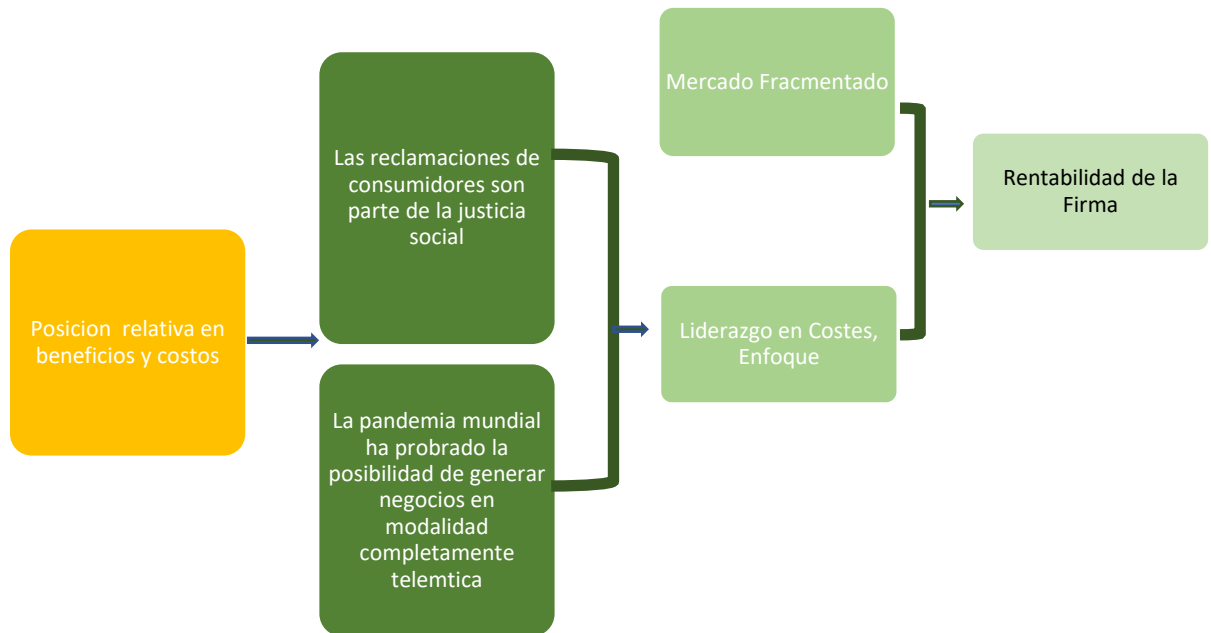 Posicion relativa en
beneficios y costos
Las reclamaciones de
consumidores son
parte de la justicia
social
La pandemia mundial
ha probrado la
posibilidad de generar
negocios en
modalidad
completamente
telemtica
Mercado Fracmentado
Liderazgo en Costes,
Enfoque
Rentabilidad de la
Firma